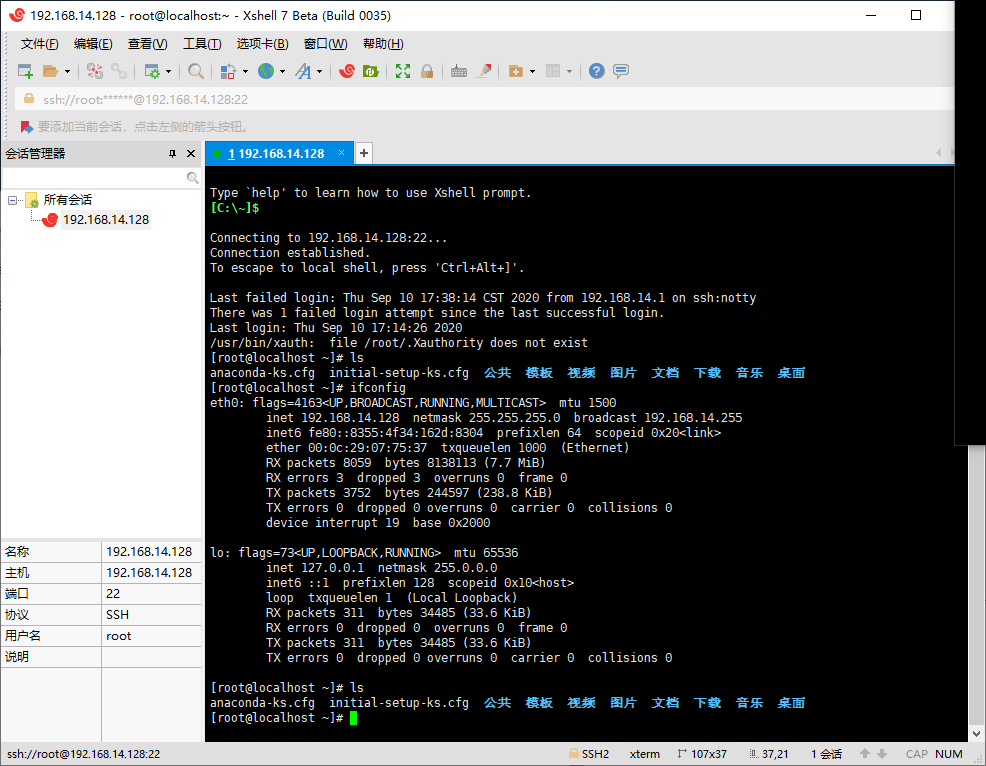 192.168.14.128 - root@localhost:~ - Xshell 7 Beta (Build 0035)
文件(F) 编辑(E) 查看(V) 工具(T) 选项卡(B) 窗口(W) 帮助(H)
ssh://root:******@192.168.14.128:22
要添加当前会话，点击左侧的箭头按钮。
会话管理器
所有会话
192.168.14.128
名称 192.168.14.128
主机 192.168.14.128
端口 22
协议 SSH
用户名 root
说明
1 192.168.14.128 × +
Type `help' to learn how to use Xshell prompt.
[C:\~]$
Connecting to 192.168.14.128:22...
Connection established.
To escape to local shell, press 'Ctrl+Alt+]'.
Last failed login: Thu Sep 10 17:38:14 CST 2020 from 192.168.14.1 on ssh:notty
There was 1 failed login attempt since the last successful login.
Last login: Thu Sep 10 17:14:26 2020
/usr/bin/xauth:  file /root/.Xauthority does not exist
[root@localhost ~]# ls
anaconda-ks.cfg  initial-setup-ks.cfg  公共  模板  视频  图片  文档  下载  音乐  桌面
[root@localhost ~]# ifconfig
eth0: flags=4163<UP,BROADCAST,RUNNING,MULTICAST>  mtu 1500
inet 192.168.14.128  netmask 255.255.255.0  broadcast 192.168.14.255
inet6 fe80::8355:4f34:162d:8304  prefixlen 64  scopeid 0x20<link>
ether 00:0c:29:07:75:37  txqueuelen 1000  (Ethernet)
RX packets 8059  bytes 8138113 (7.7 MiB)
RX errors 3  dropped 3  overruns 0  frame 0
TX packets 3752  bytes 244597 (238.8 KiB)
TX errors 0  dropped 0 overruns 0  carrier 0  collisions 0
device interrupt 19  base 0x2000
lo: flags=73<UP,LOOPBACK,RUNNING>  mtu 65536
inet 127.0.0.1  netmask 255.0.0.0
inet6 ::1  prefixlen 128  scopeid 0x10<host>
loop  txqueuelen 1  (Local Loopback)
RX packets 311  bytes 34485 (33.6 KiB)
RX errors 0  dropped 0  overruns 0  frame 0
TX packets 311  bytes 34485 (33.6 KiB)
TX errors 0  dropped 0 overruns 0  carrier 0  collisions 0
[root@localhost ~]# ls
anaconda-ks.cfg  initial-setup-ks.cfg  公共  模板  视频  图片  文档  下载  音乐  桌面
[root@localhost ~]#
ssh://root@192.168.14.128:22 SSH2 xterm 107x37 37,21 1 会话 CAP NUM